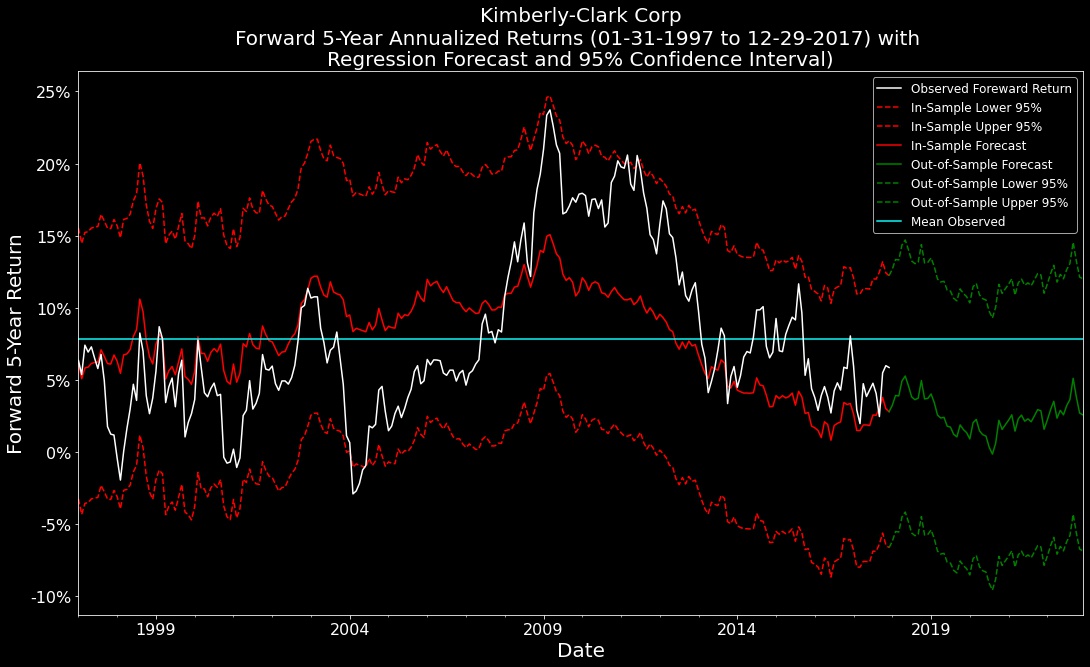 Kimberly-Clark Corp
Forward 5-Year Annualized Returns (01-31-1997 to 12-29-2017) with
Regression Forecast and 95% Confidence Interval)
Forward 5-Year Return
25%
20%
15%
10%
5%
0%
-5%
-10%
Observed Foreward Return
In-Sample Lower 95%
In-Sample Upper 95%
In-Sample Forecast
Out-of-Sample Forecast
Out-of-Sample Lower 95%
Out-of-Sample Upper 95%
Mean Observed
1999
2004
2009
2014
2019
Date